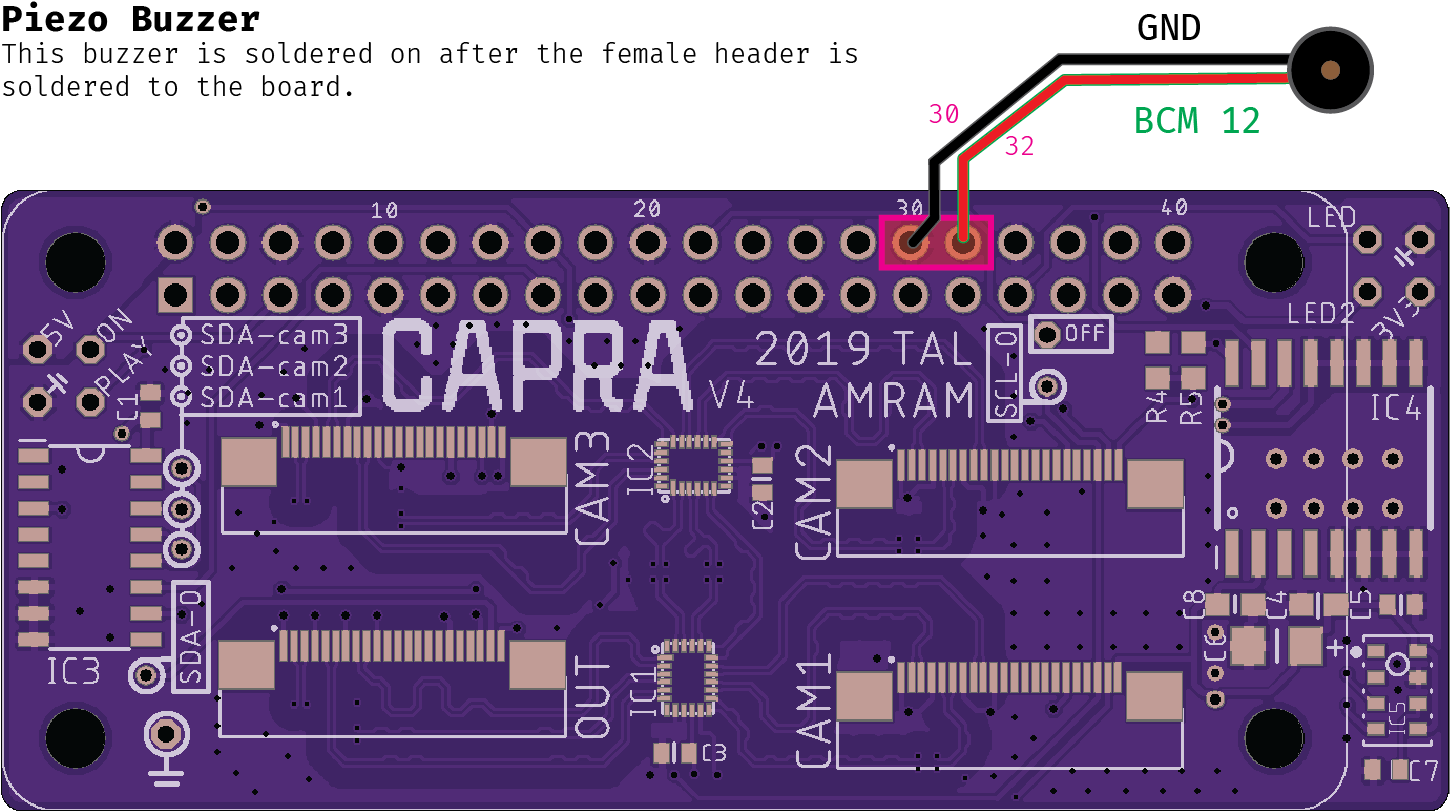 Piezo Buzzer
This buzzer is soldered on after the female header is
soldered to the board.
GND
BCM 12
30
32
10
20
30
40
LED
LED2
3V3
5V
ON
PLAY
SDA-cam3
SDA-cam2
SDA-cam1
C1
CAPRA
V4
2019 TAL
AMRAM
SCL-0
OFF
R4
R5
IC4
CAM3
IC2
C2
CAM2
IC3
SDA-0
OUT
IC1
C3
CAM1
C8
C4
C5
C6
+
IC5
C7